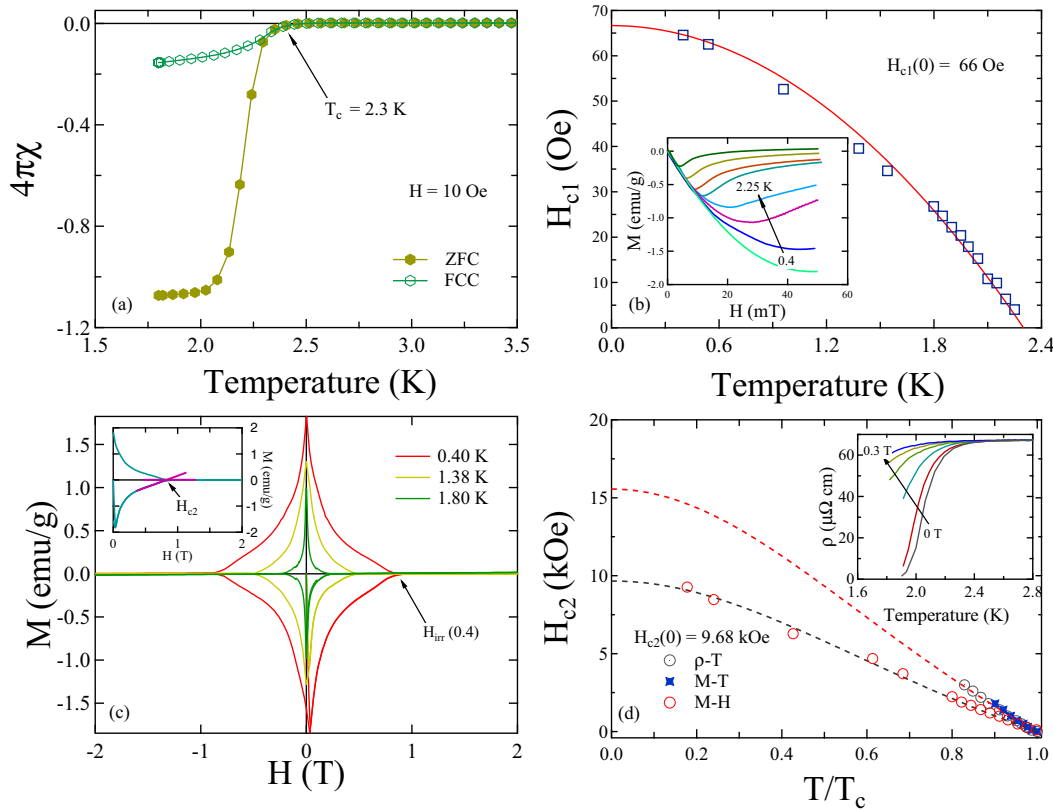 0.0
-0.4
-0.8
-1.2
4πχ
T_c = 2.3 K
H = 10 Oe
ZFC
FCC
(a)
1.5
2.0
2.5
3.0
3.5
Temperature (K)
70
60
50
40
30
20
10
0
H_c1 (Oe)
H_c1(0) = 66 Oe
0.0
-0.5
-1.0
-1.5
-2.0
M (emu/g)
2.25 K
0.4
0
20
40
60
H (mT)
(b)
0.0
0.6
1.2
1.8
2.4
Temperature (K)
1.5
1.0
0.5
0.0
-0.5
-1.0
-1.5
M (emu/g)
2
1
0
-1
-2
M (emu/g)
H_c2
0
1
2
H (T)
0.40 K
1.38 K
1.80 K
H_irr (0.4)
(c)
-2
-1
0
1
2
H (T)
20
15
10
5
0
H_c2 (kOe)
80
60
40
20
0
ρ (μΩ cm)
0.3 T
0 T
1.6
2.0
2.4
2.8
Temperature (K)
H_c2(0) = 9.68 kOe
ρ-T
M-T
M-H
(d)
0.0
0.2
0.4
0.6
0.8
1.0
T/T_c